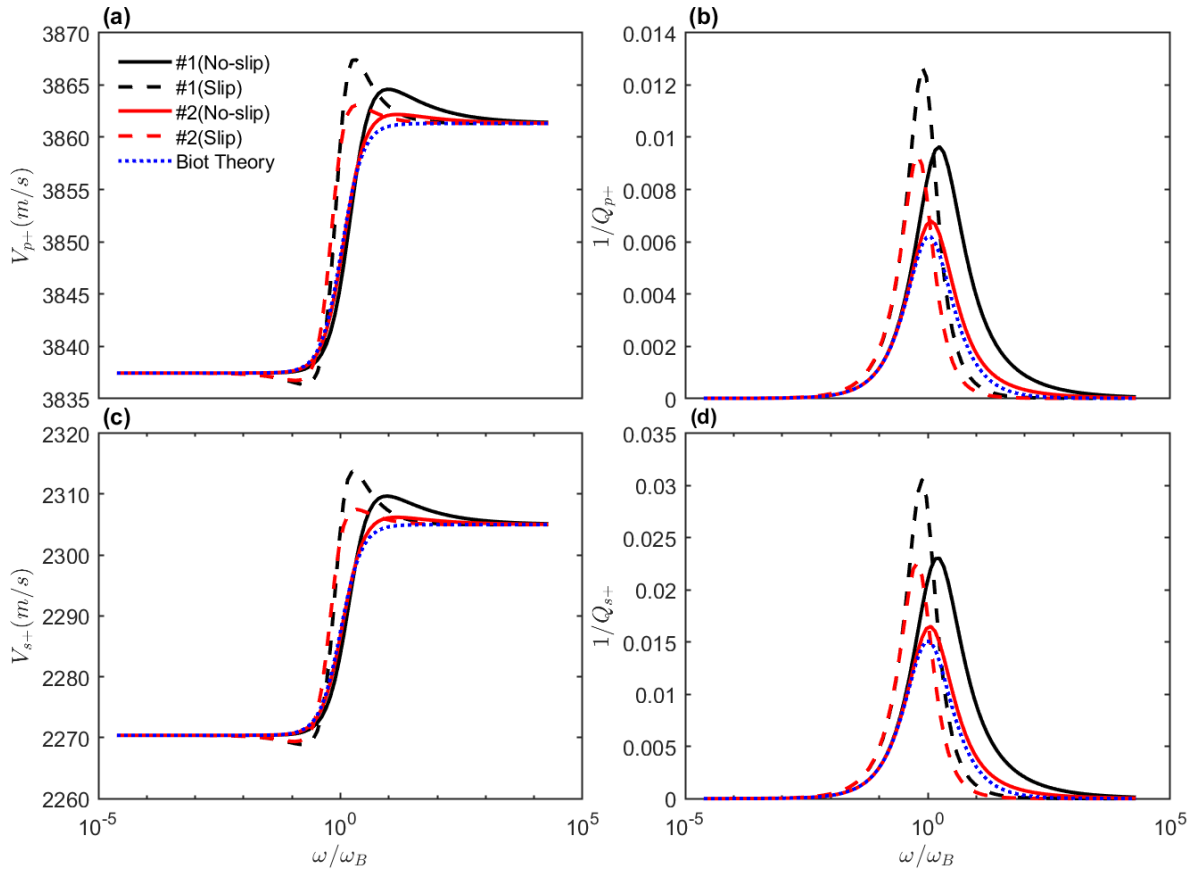 (a)
3870
3865
3860
3855
3850
3845
3840
3835
V_{p+}(m/s)
#1(No-slip)
#1(Slip)
#2(No-slip)
#2(Slip)
Biot Theory
(b)
0.014
0.012
0.01
0.008
0.006
0.004
0.002
0
1/Q_{p+}
(c)
2320
2310
2300
2290
2280
2270
2260
V_{s+}(m/s)
10^{-5}
10^{0}
10^{5}
ω/ω_B
(d)
0.035
0.03
0.025
0.02
0.015
0.01
0.005
0
1/Q_{s+}
10^{-5}
10^{0}
10^{5}
ω/ω_B